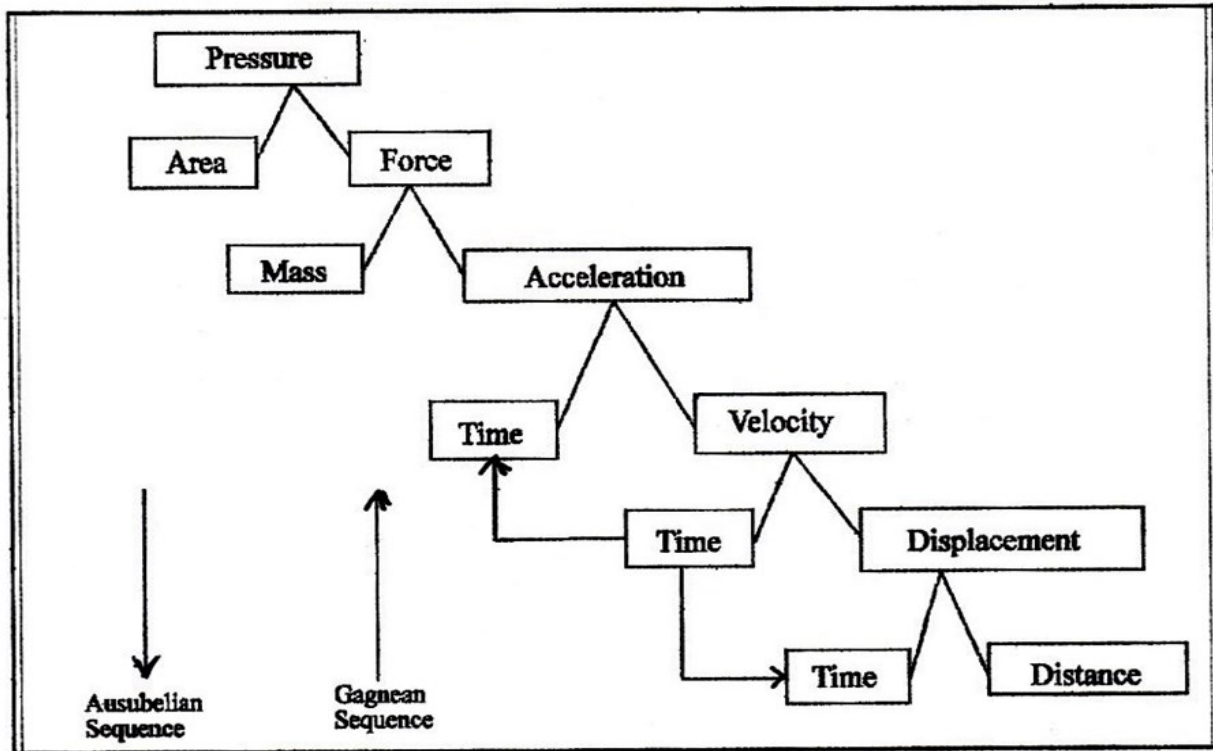 Pressure
Area
Force
Mass
Acceleration
Time
Velocity
Time
Displacement
Time
Distance
Ausubelian
Sequence
Gagnean
Sequence